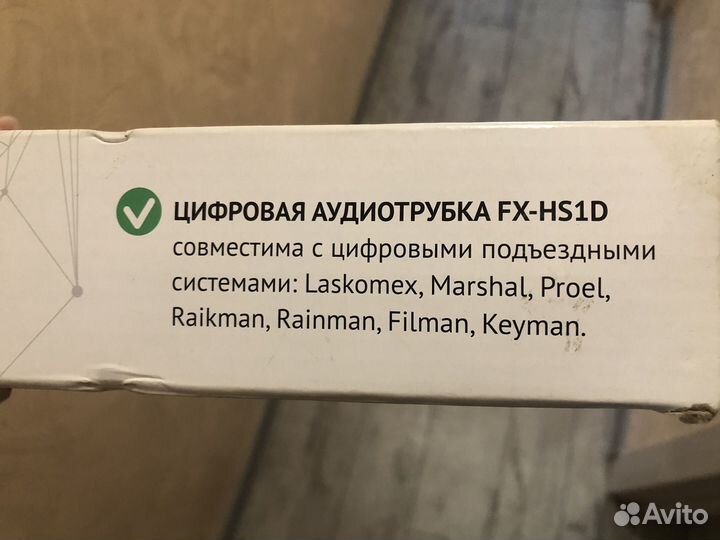 ЦИФРОВАЯ АУДИОТРУБКА FX-HS1D
совместима с цифровыми подъездными
системами: Laskomex, Marshal, Proel,
Raikman, Rainman, Filman, Keyman.
Avito